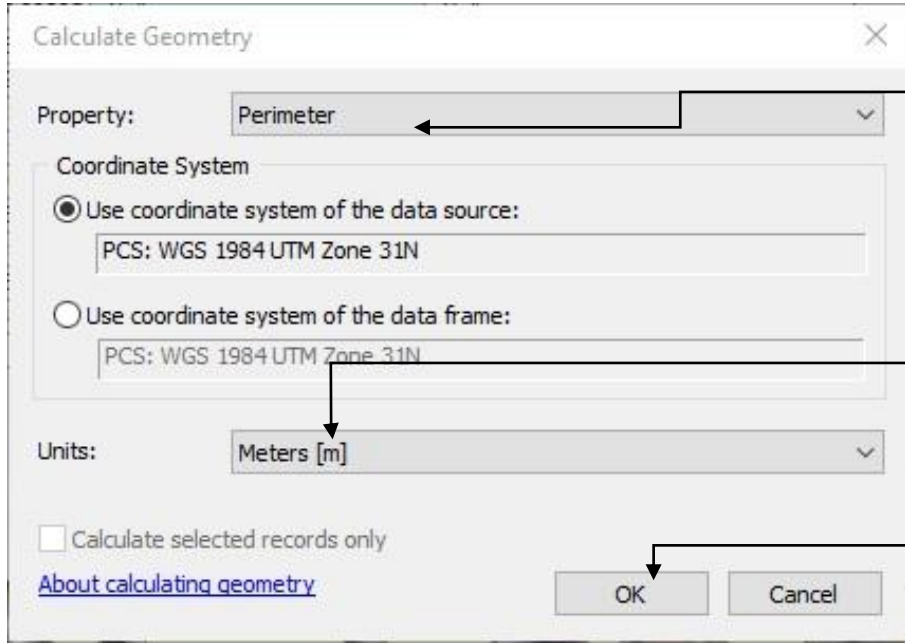 Calculate Geometry
Property:
Perimeter
Coordinate System
Use coordinate system of the data source:
PCS: WGS 1984 UTM Zone 31N
Use coordinate system of the data frame:
PCS: WGS 1984 UTM Zone 31N
Units:
Meters [m]
Calculate selected records only
About calculating geometry
OK
Cancel